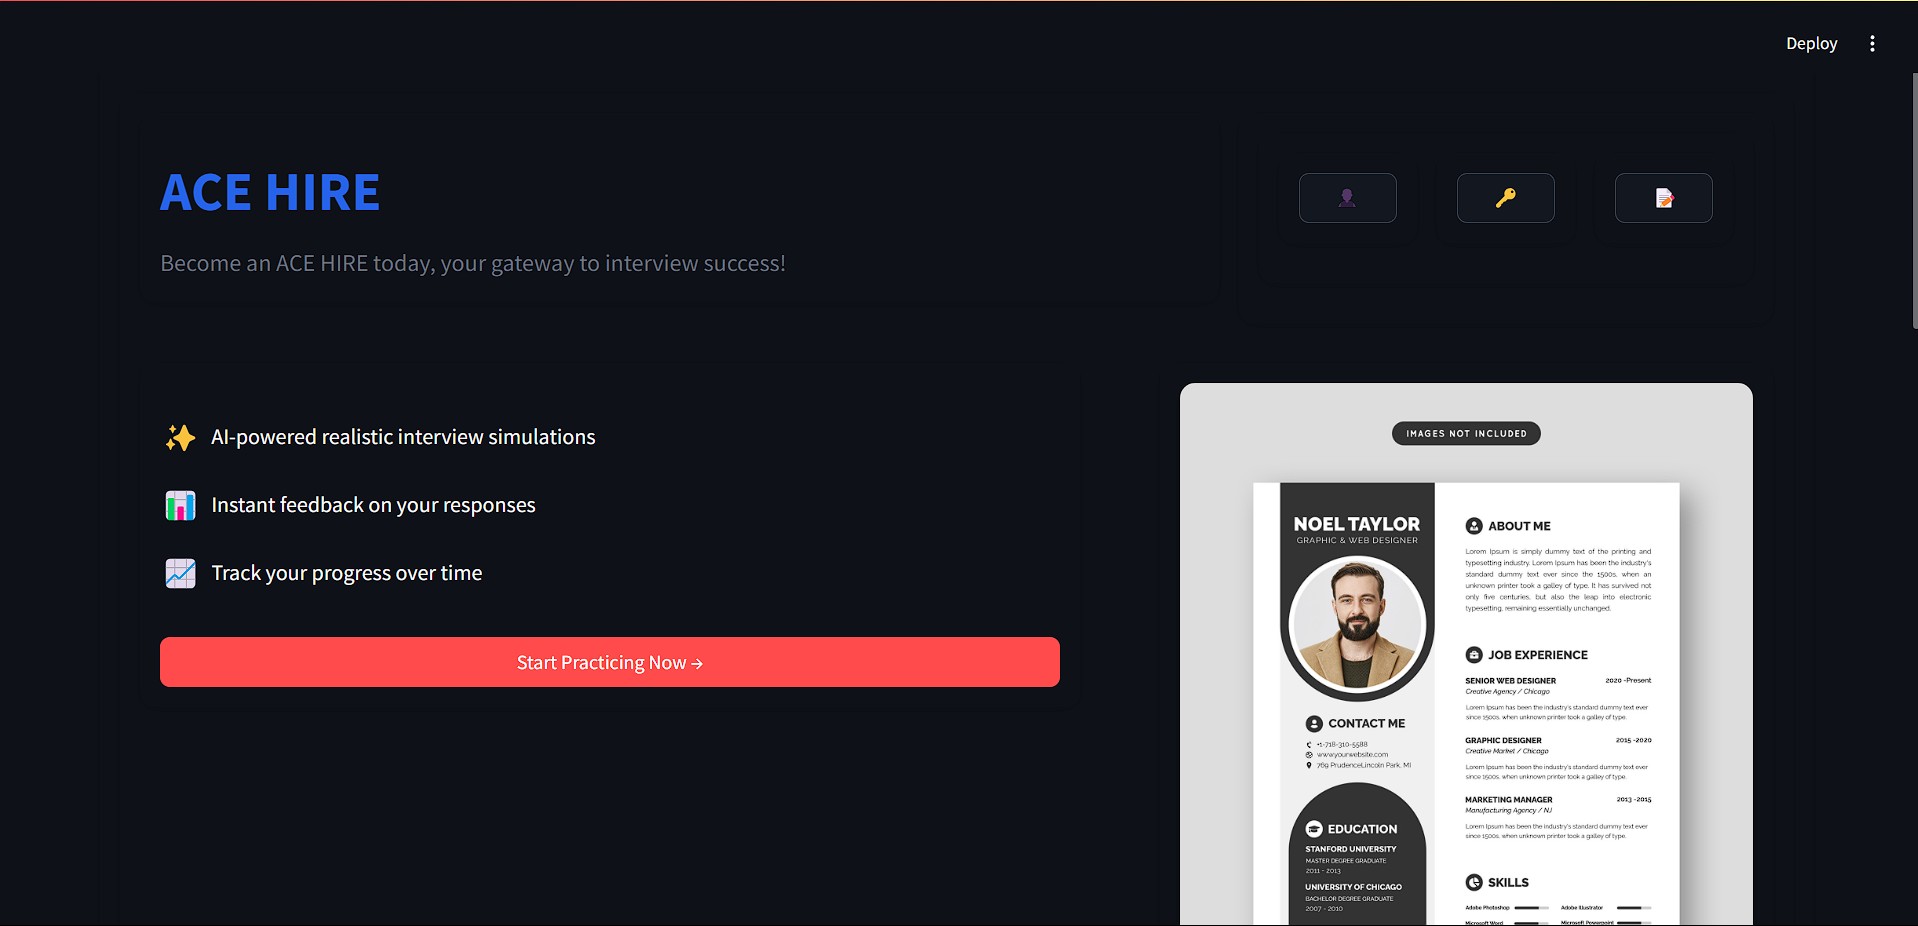 Deploy
ACE HIRE
Become an ACE HIRE today, your gateway to interview success!
AI-powered realistic interview simulations
Instant feedback on your responses
Track your progress over time
Start Practicing Now →
IMAGES NOT INCLUDED
NOEL TAYLOR
GRAPHIC & WEB DESIGNER
CONTACT ME
+1-718-310-5588
www.yourwebsite.com
769 PrudenceLincoln Park, MI
EDUCATION
STANFORD UNIVERSITY
MASTER DEGREE GRADUATE
2011 - 2013
UNIVERSITY OF CHICAGO
BACHELOR DEGREE GRADUATE
2007 - 2010
ABOUT ME
Lorem Ipsum is simply dummy text of the printing and
typesetting industry. Lorem Ipsum has been the industry's
standard dummy text ever since the 1500s, when an
unknown printer took a galley of type. It has survived not
only five centuries, but also the leap into electronic
typesetting, remaining essentially unchanged.
JOB EXPERIENCE
SENIOR WEB DESIGNER 2020 -Present
Creative Agency / Chicago
Lorem Ipsum has been the industry's standard dummy text ever
since 1500s, when unknown printer took a galley of type.
GRAPHIC DESIGNER 2015 -2020
Creative Market / Chicago
Lorem Ipsum has been the industry's standard dummy text ever
since 1500s, when unknown printer took a galley of type.
MARKETING MANAGER 2013 -2015
Manufacturing Agency / NJ
Lorem Ipsum has been the industry's standard dummy text ever
since 1500s, when unknown printer took a galley of type.
SKILLS
Adobe Photoshop Adobe Illustrator
Microsoft Word Microsoft Powerpoint